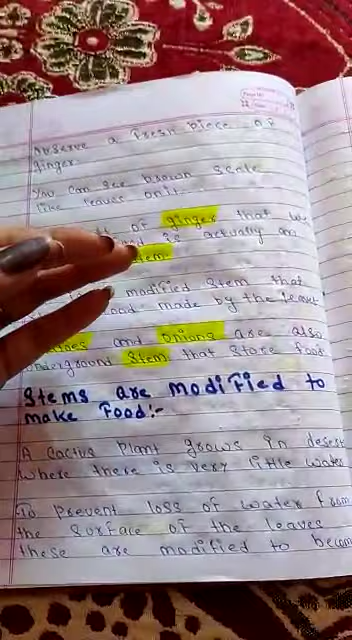 Observe a fresh piece of
ginger
You can see brown scale
like leaves on it.
of ginger that we
is actually an
stem
modified stem that
food made by the leaves
and onions are also
underground stem that store food
Stems are modified to
make food:-
A cactus plant grows in desert
where there is very little water
To prevent loss of water from
the surface of the leaves
these are modified to becom